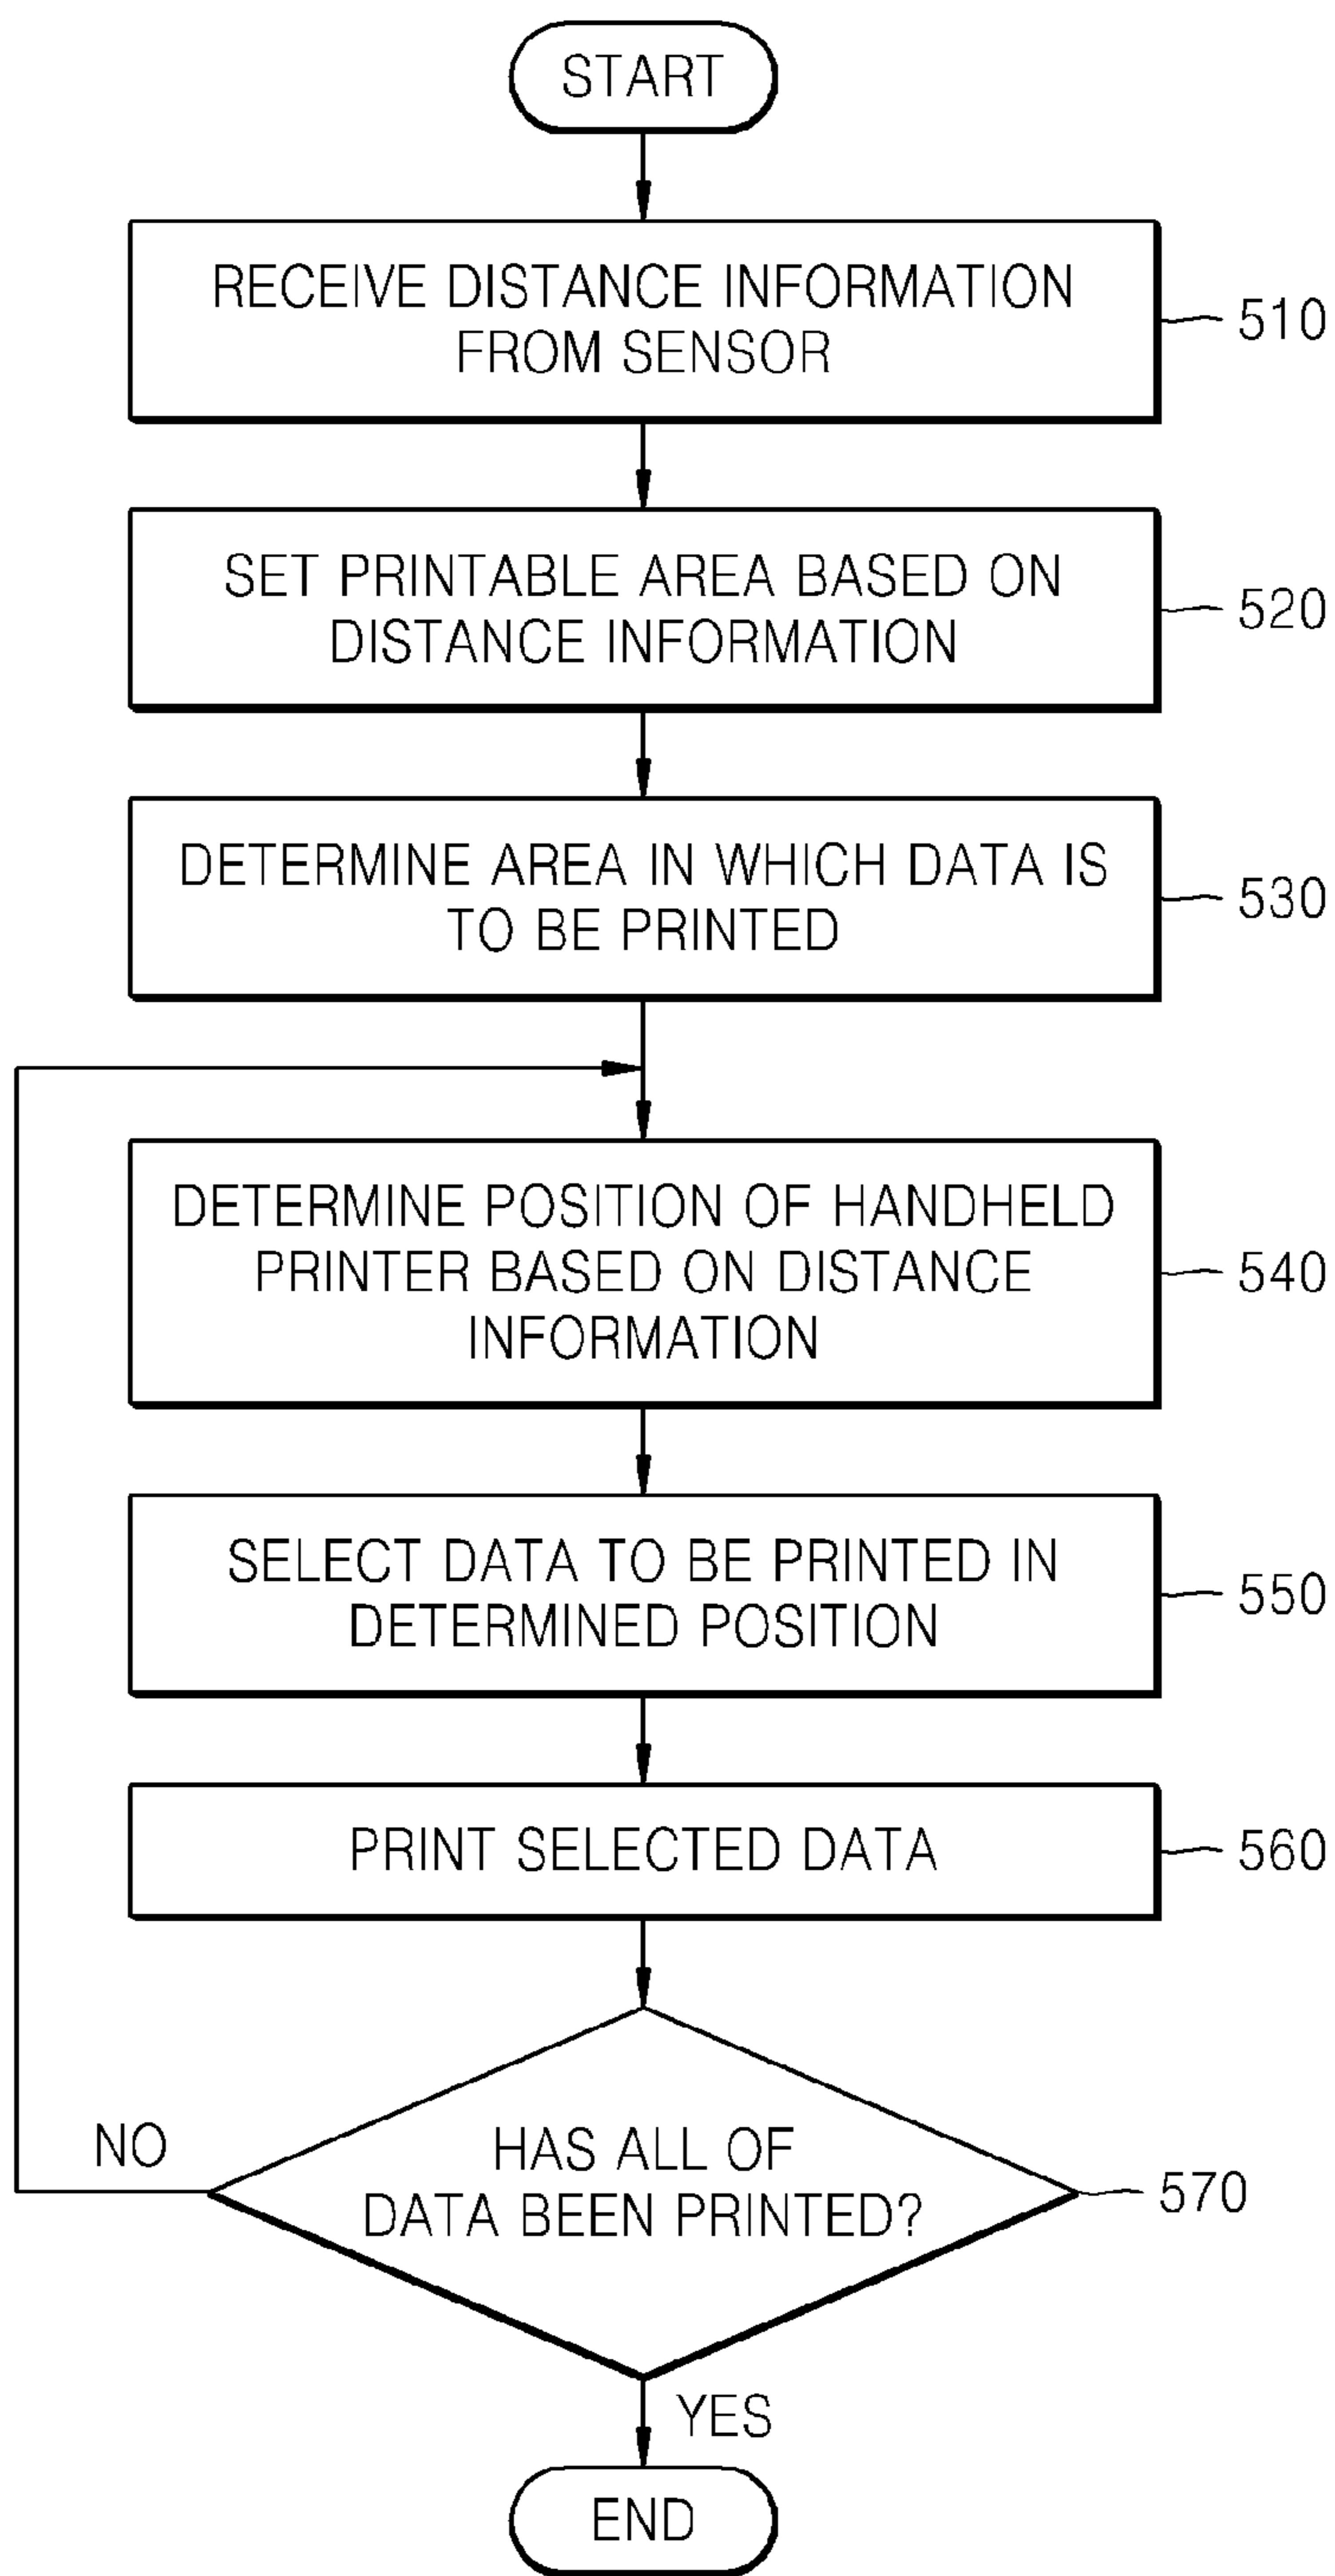 START
RECEIVE DISTANCE INFORMATION
FROM SENSOR
510
SET PRINTABLE AREA BASED ON
DISTANCE INFORMATION
520
DETERMINE AREA IN WHICH DATA IS
TO BE PRINTED
530
DETERMINE POSITION OF HANDHELD
PRINTER BASED ON DISTANCE
INFORMATION
540
SELECT DATA TO BE PRINTED IN
DETERMINED POSITION
550
PRINT SELECTED DATA
560
NO
HAS ALL OF
DATA BEEN PRINTED?
570
YES
END